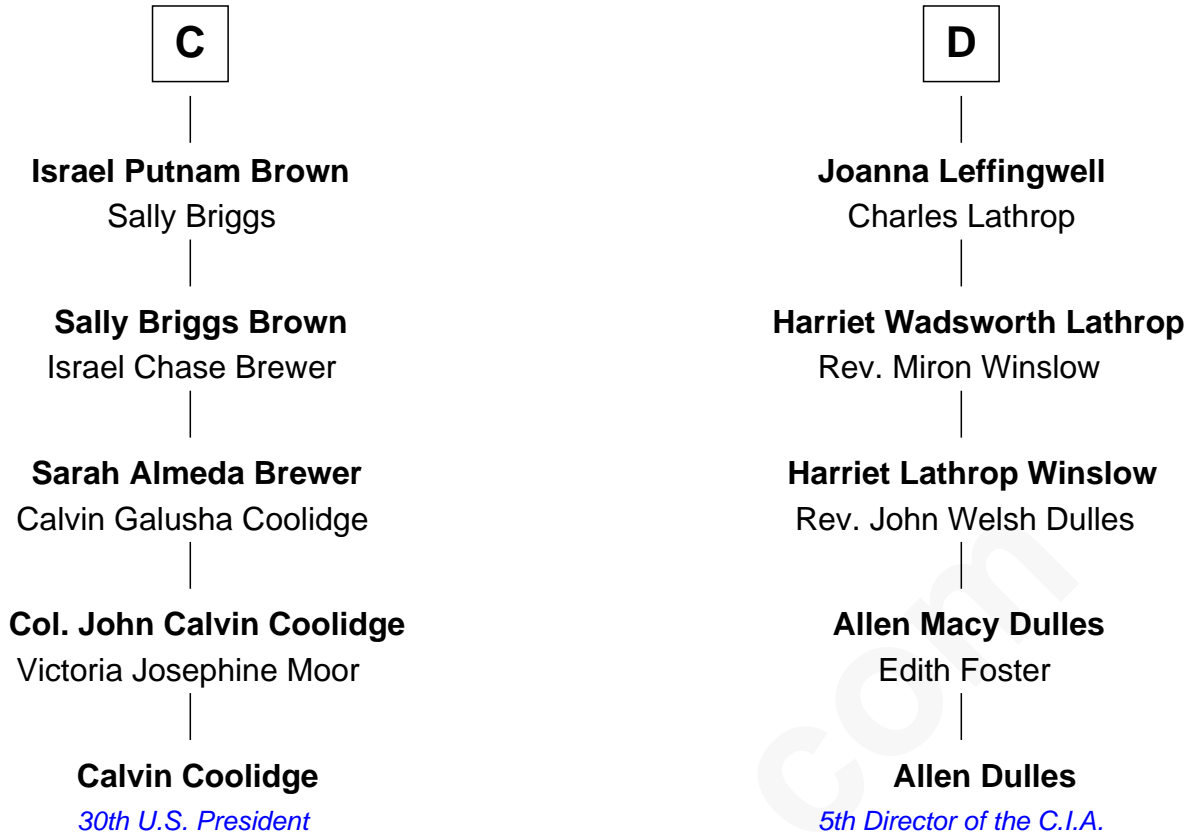 C
Israel Putnam Brown
Sally Briggs
Sally Briggs Brown
Israel Chase Brewer
Sarah Almeda Brewer
Calvin Galusha Coolidge
Col. John Calvin Coolidge
Victoria Josephine Moor
Calvin Coolidge
30th U.S. President
D
Joanna Leffingwell
Charles Lathrop
Harriet Wadsworth Lathrop
Rev. Miron Winslow
Harriet Lathrop Winslow
Rev. John Welsh Dulles
Allen Macy Dulles
Edith Foster
Allen Dulles
5th Director of the C.I.A.
com